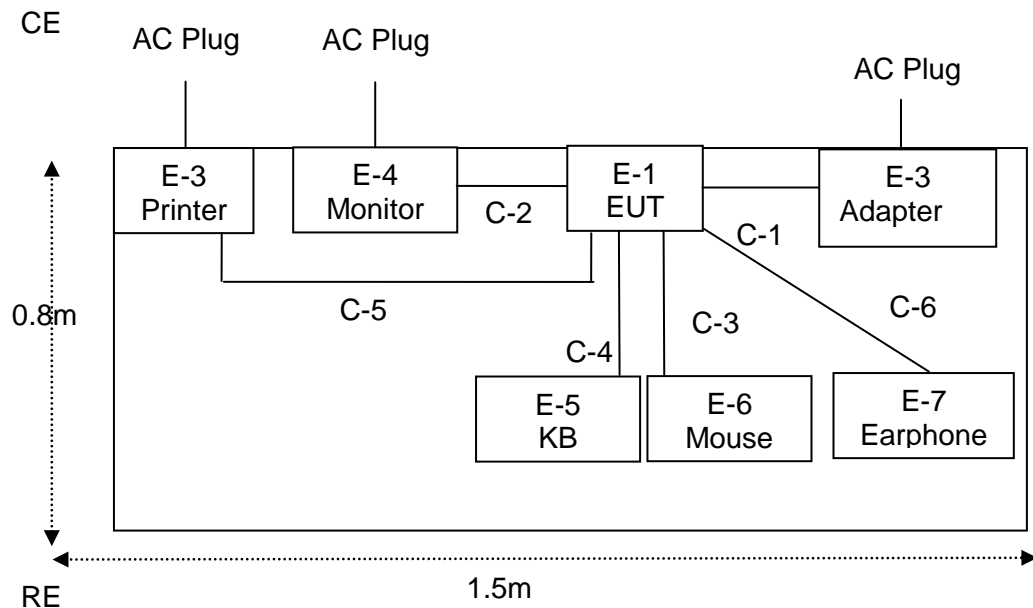 CE
AC Plug
AC Plug
AC Plug
E-3
Printer
E-4
Monitor
E-1
EUT
E-3
Adapter
C-2
C-1
C-5
C-6
0.8m
C-3
C-4
E-5
KB
E-6
Mouse
E-7
Earphone
1.5m
RE